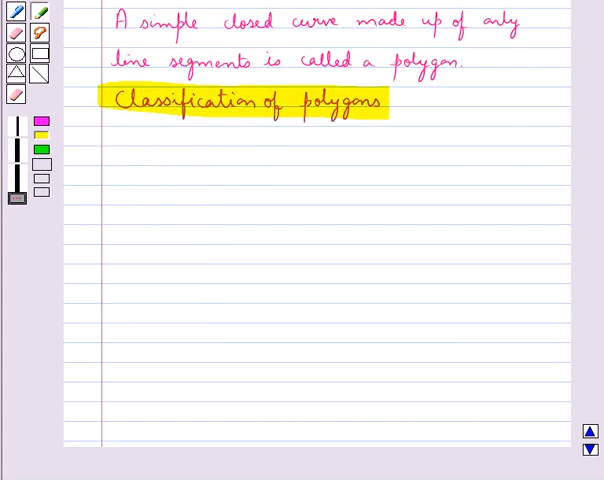 A simple closed curve made up of only
line segments is called a polygon.
Classification of polygons